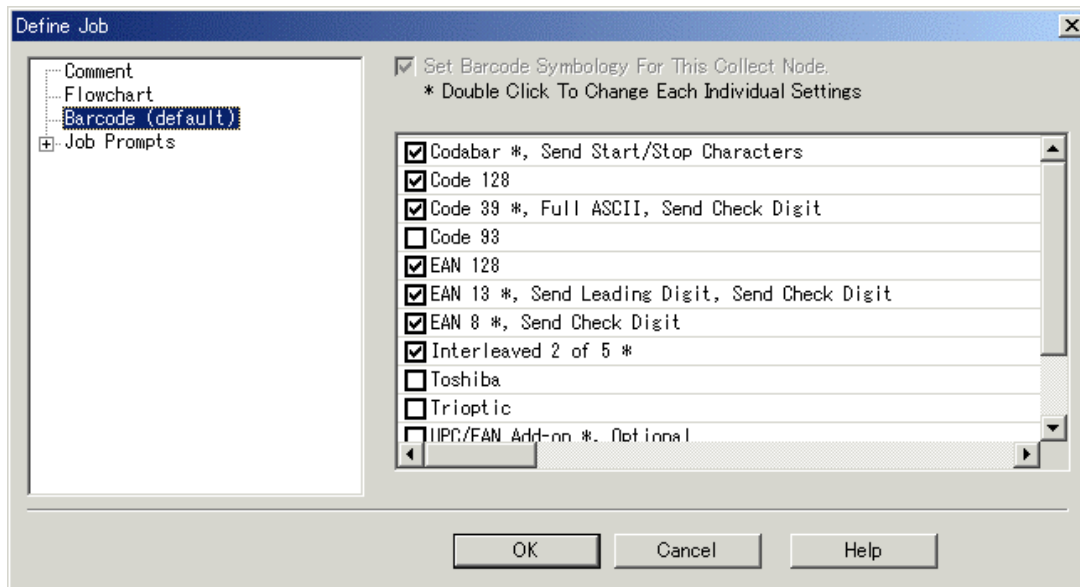 Define Job
Comment
Flowchart
Barcode (default)
Job Prompts
Set Barcode Symbology For This Collect Node.
* Double Click To Change Each Individual Settings
Codabar *, Send Start/Stop Characters
Code 128
Code 39 *, Full ASCII, Send Check Digit
Code 93
EAN 128
EAN 13 *, Send Leading Digit, Send Check Digit
EAN 8 *, Send Check Digit
Interleaved 2 of 5 *
Toshiba
Trioptic
UPC/EAN Add-on *, Optional
OK
Cancel
Help